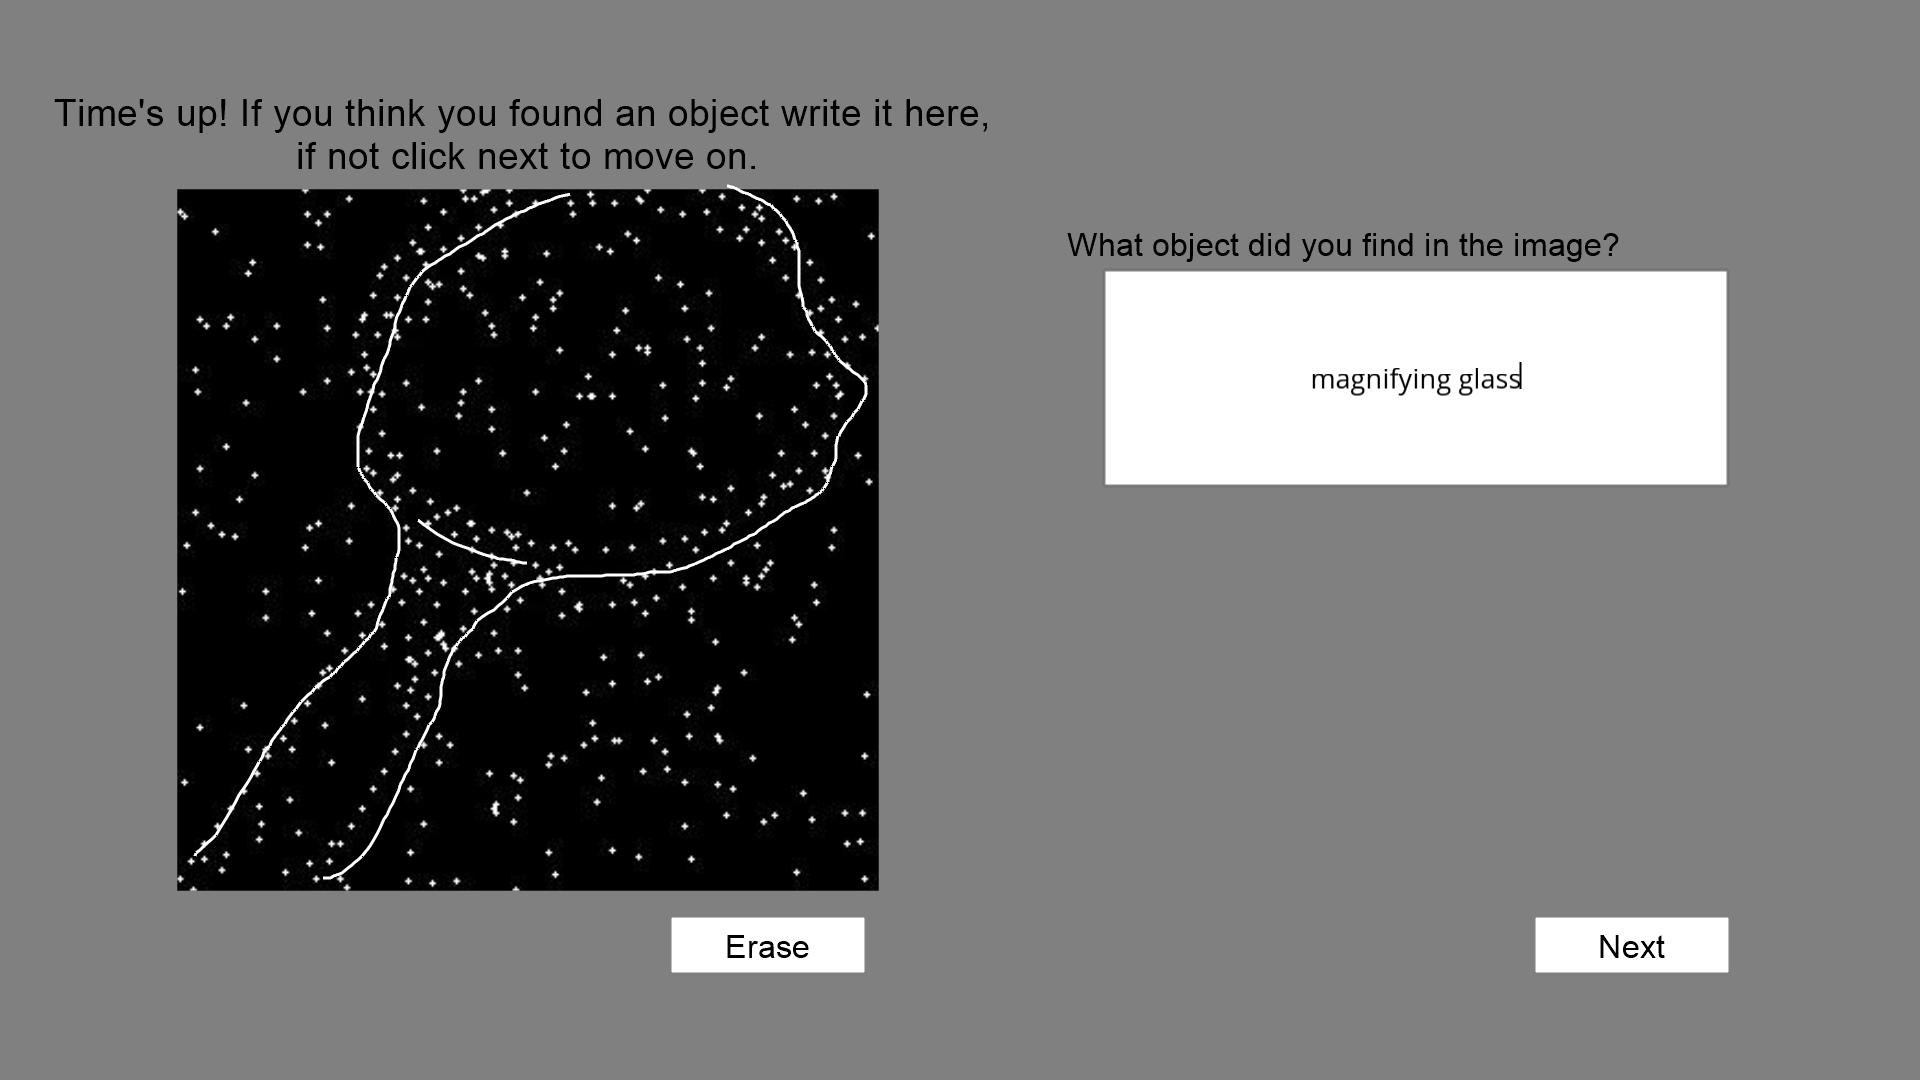 Time's up! If you think you found an object write it here,
if not click next to move on.
What object did you find in the image?
magnifying glass
Erase
Next